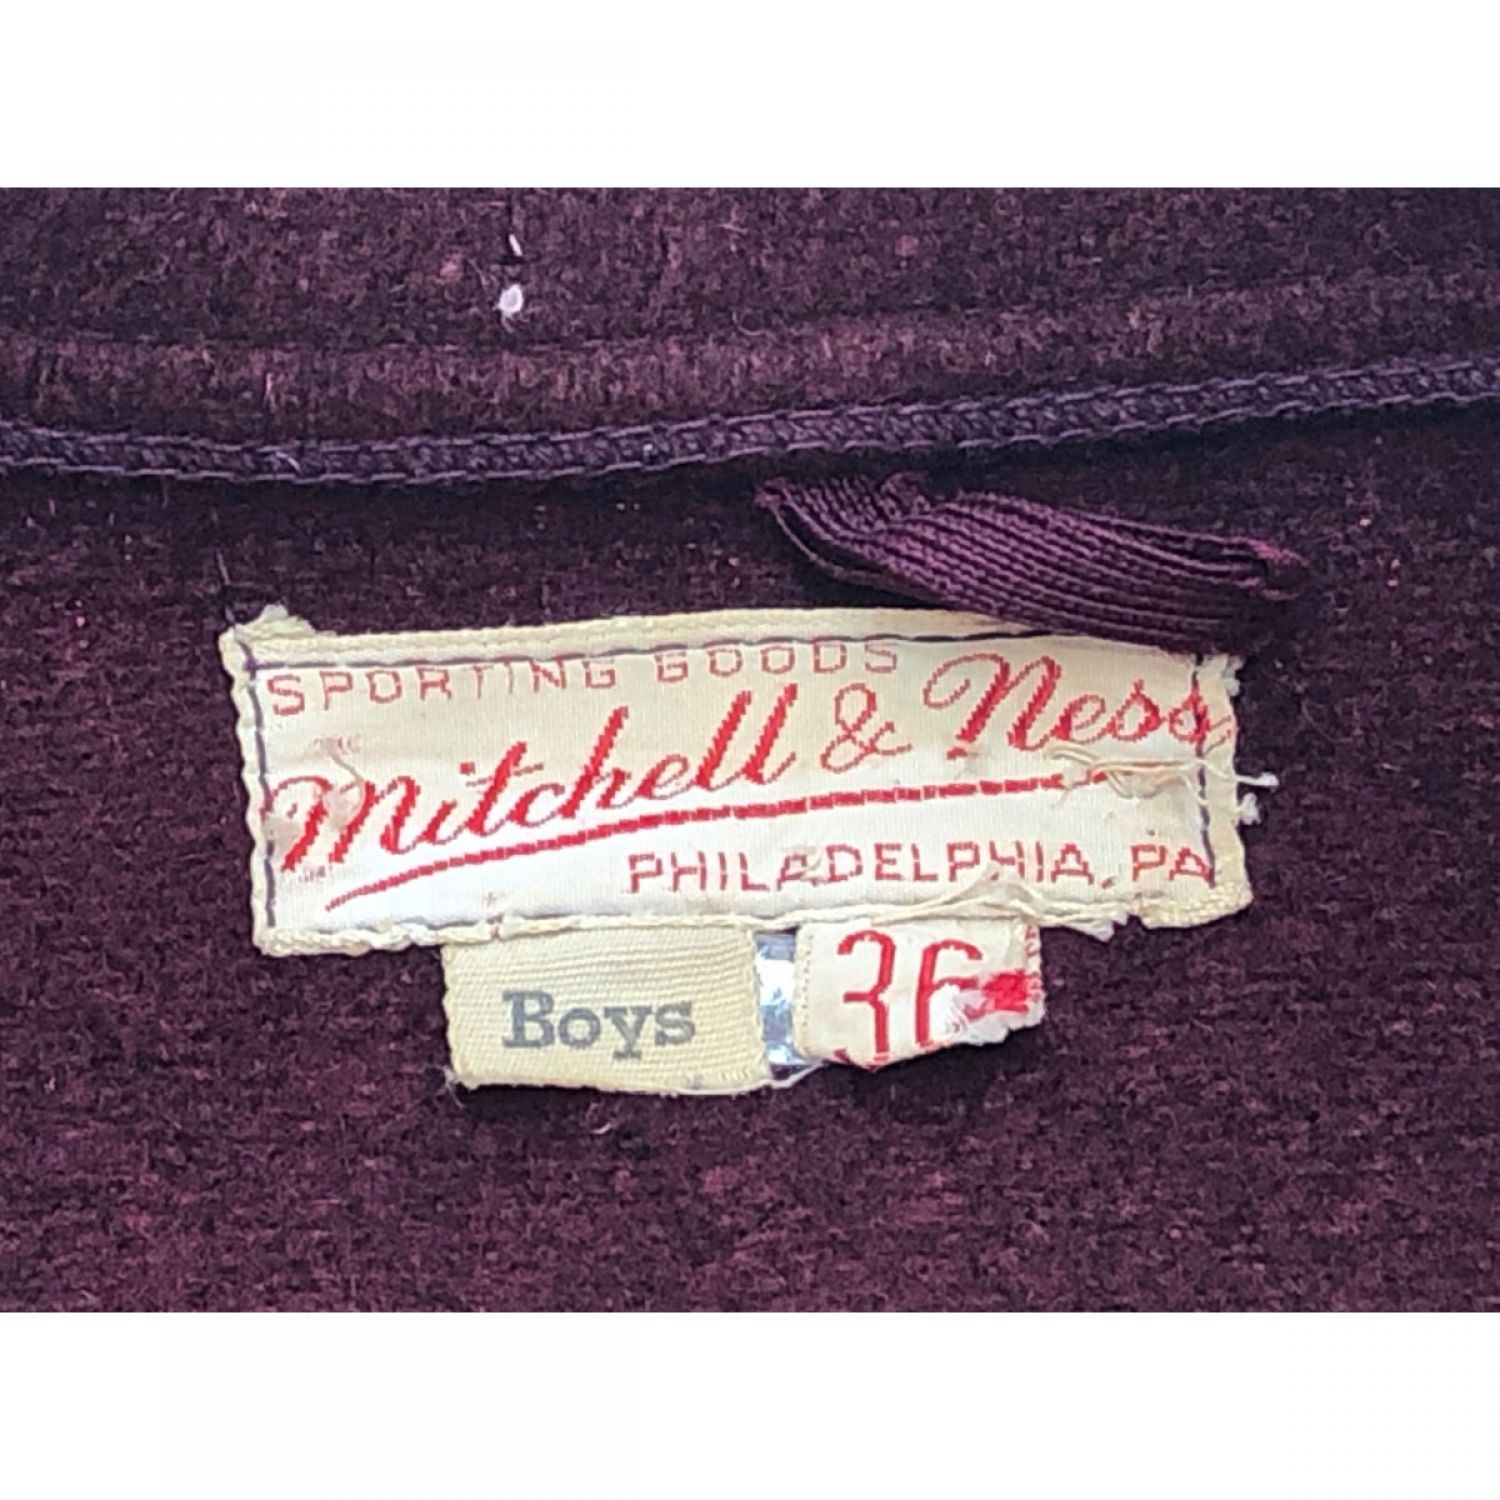 SPORTING GOODS
Mitchell & Ness
PHILADELPHIA, PA
Boys
36